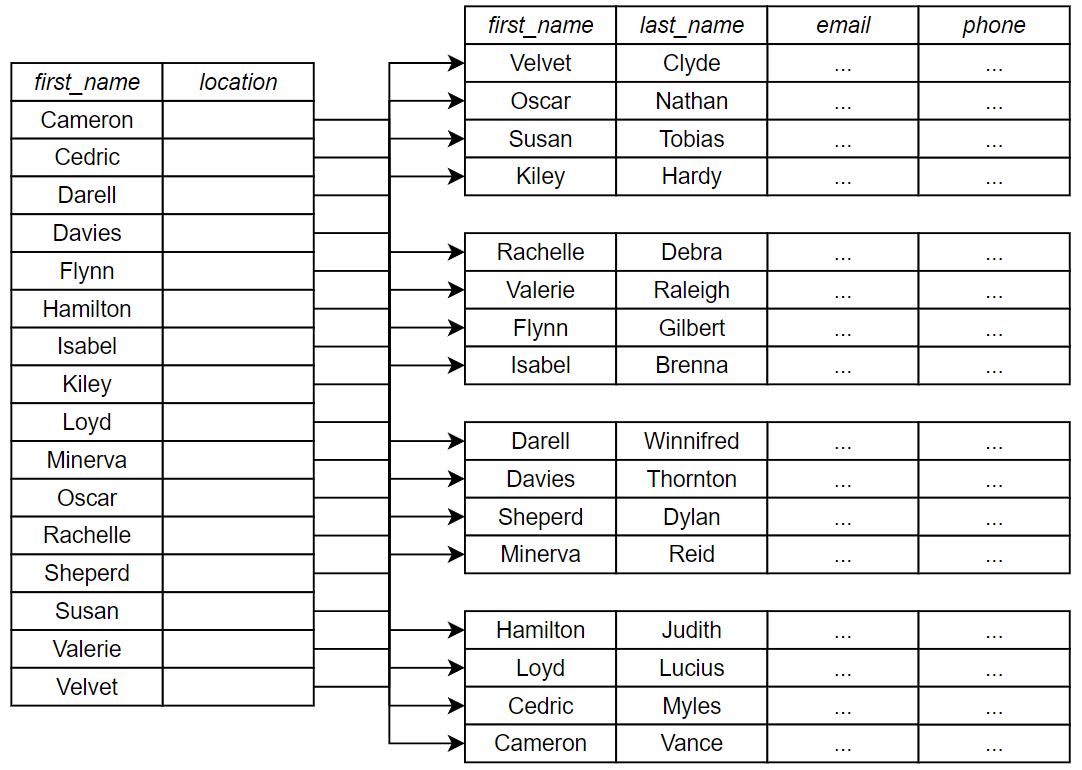 first_name location
Cameron
Cedric
Darell
Davies
Flynn
Hamilton
Isabel
Kiley
Loyd
Minerva
Oscar
Rachelle
Sheperd
Susan
Valerie
Velvet
first_name last_name email phone
Velvet Clyde ... ...
Oscar Nathan ... ...
Susan Tobias ... ...
Kiley Hardy ... ...
Rachelle Debra ... ...
Valerie Raleigh ... ...
Flynn Gilbert ... ...
Isabel Brenna ... ...
Darell Winnifred ... ...
Davies Thornton ... ...
Sheperd Dylan ... ...
Minerva Reid ... ...
Hamilton Judith ... ...
Loyd Lucius ... ...
Cedric Myles ... ...
Cameron Vance ... ...